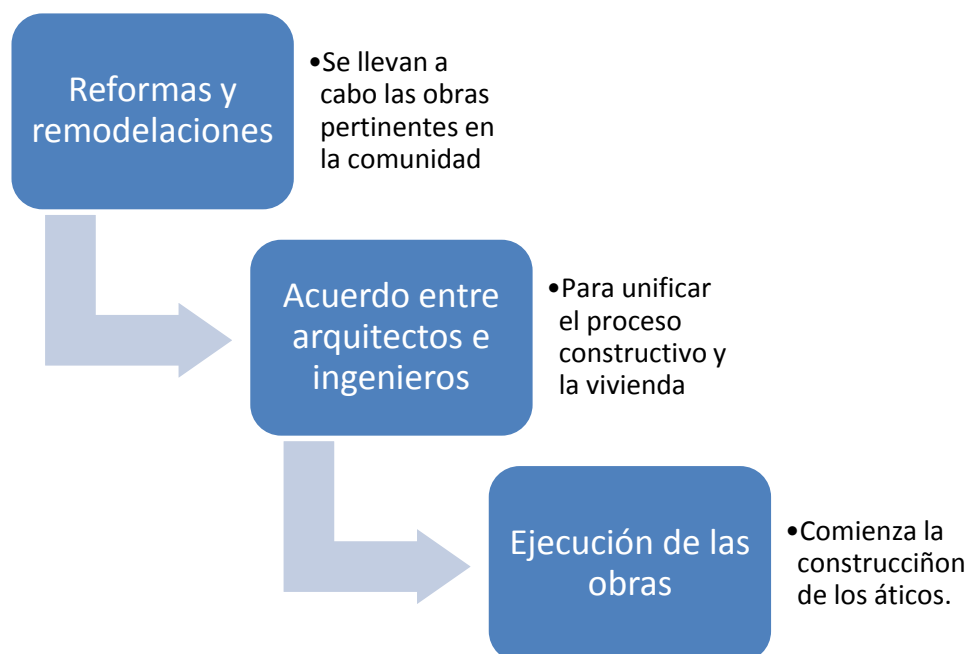 Reformas y
remodelaciones
•Se llevan a
cabo las obras
pertinentes en
la comunidad
Acuerdo entre
arquitectos e
ingenieros
•Para unificar
el proceso
constructivo y
la vivienda
Ejecución de las
obras
•Comienza la
construcciñon
de los áticos.